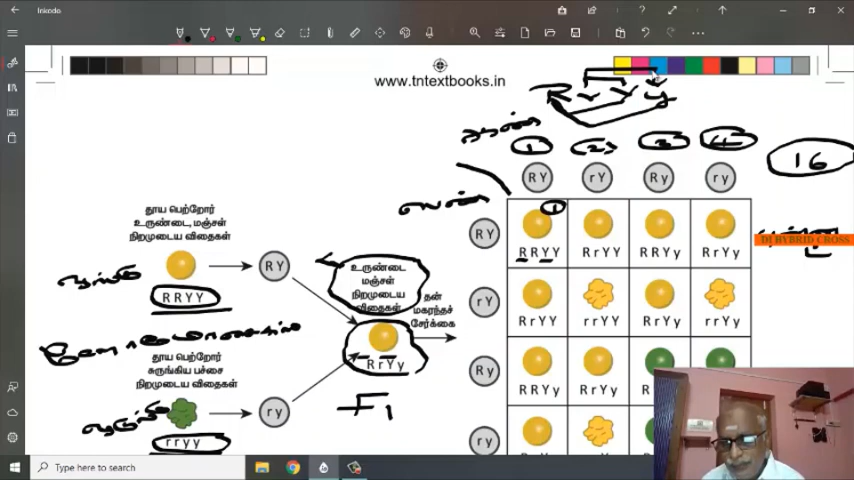 Inkodo
www.tntextbooks.in
R r Y y
ஆண்
1 2 3 4
16
RY rY Ry ry
பெண்
தூய பெற்றோர்
உருண்டை, மஞ்சள்
நிறமுடைய விதைகள்
RRYY
RY
உருண்டை
மஞ்சள்
நிறமுடைய
விதைகள்
தன்
மகரந்தச்
சேர்க்கை
RrYy
F1
தூய பெற்றோர்
சுருங்கிய பச்சை
நிறமுடைய விதைகள்
rryy
ry
RY
1
RRYY RrYY RRYy RrYy
DI HYBRID CROSS
rY
RrYY rrYY RrYy rrYy
Ry
RRYy RrYy
ry
Type here to search